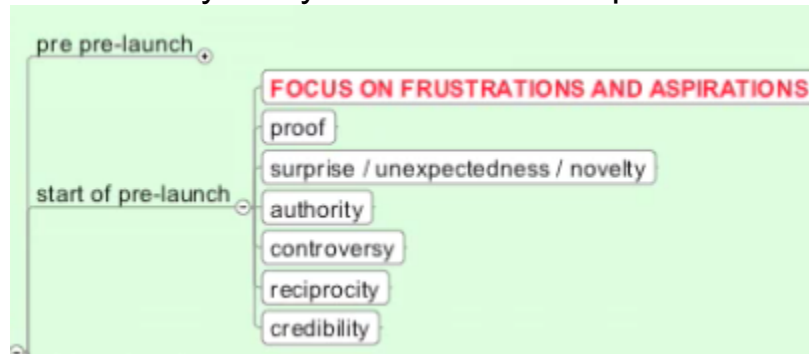 pre pre-launch
FOCUS ON FRUSTRATIONS AND ASPIRATIONS
proof
surprise / unexpectedness / novelty
start of pre-launch
authority
controversy
reciprocity
credibility